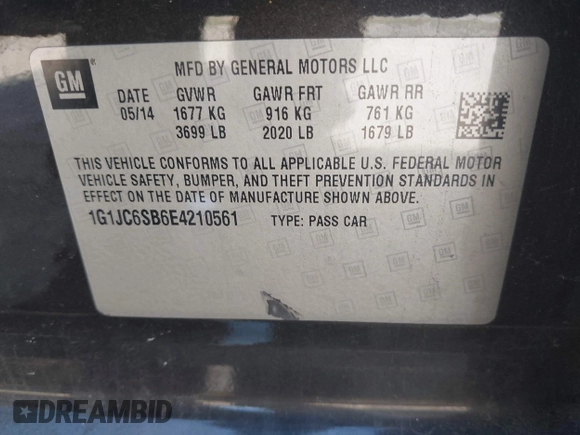 GM
MFD BY GENERAL MOTORS LLC
DATE GVWR GAWR FRT GAWR RR
05/14 1677 KG 916 KG 761 KG
3699 LB 2020 LB 1679 LB
THIS VEHICLE CONFORMS TO ALL APPLICABLE U.S. FEDERAL MOTOR
VEHICLE SAFETY, BUMPER, AND THEFT PREVENTION STANDARDS IN
EFFECT ON THE DATE OF MANUFACTURE SHOWN ABOVE.
1G1JC6SB6E4210561 TYPE: PASS CAR
DREAMBID